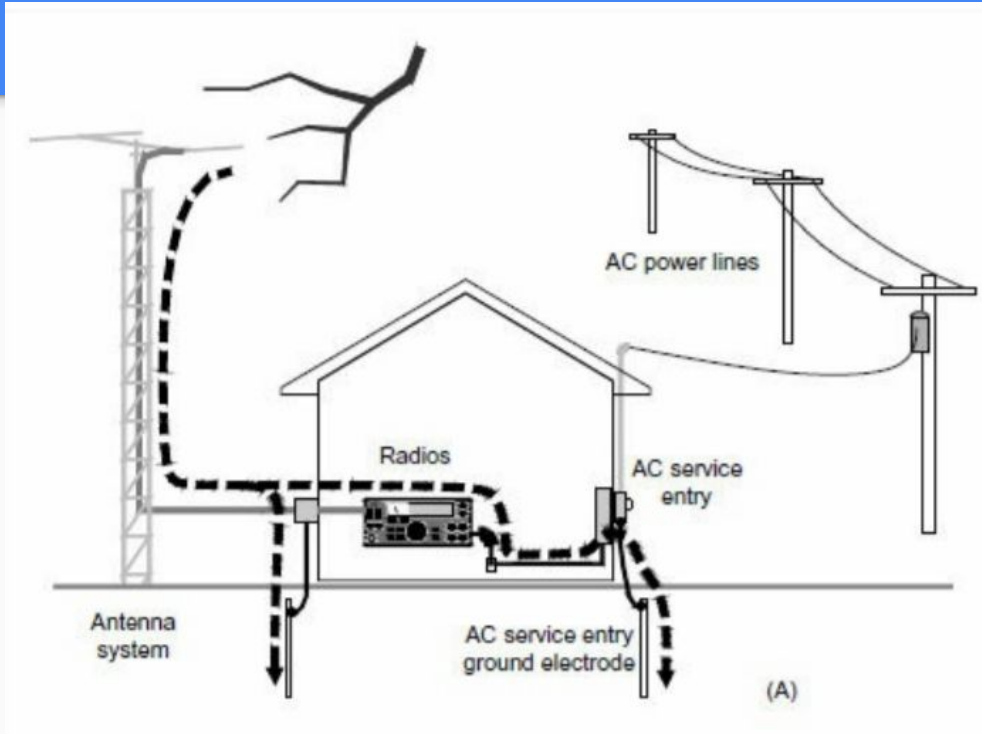 AC power lines
Radios
AC service
entry
Antenna
system
AC service entry
ground electrode
(A)